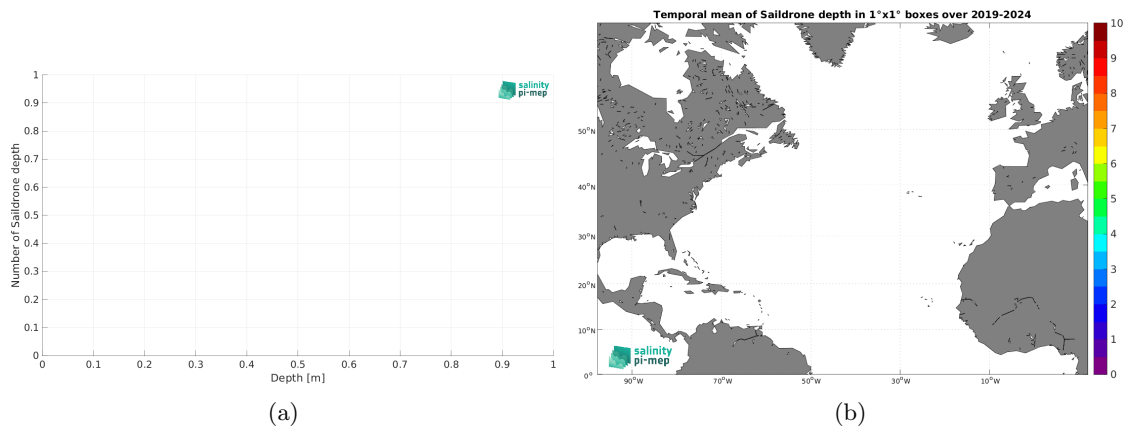 Temporal mean of Saildrone depth in 1°x1° boxes over 2019-2024
salinity
pi-mep
Number of Saildrone depth
1
0.9
0.8
0.7
0.6
0.5
0.4
0.3
0.2
0.1
0
0 0.1 0.2 0.3 0.4 0.5 0.6 0.7 0.8 0.9 1
Depth [m]
(a)
50°N
40°N
30°N
20°N
10°N
0°
90°W 70°W 50°W 30°W 10°W
salinity
pi-mep
10
9
8
7
6
5
4
3
2
1
0
(b)